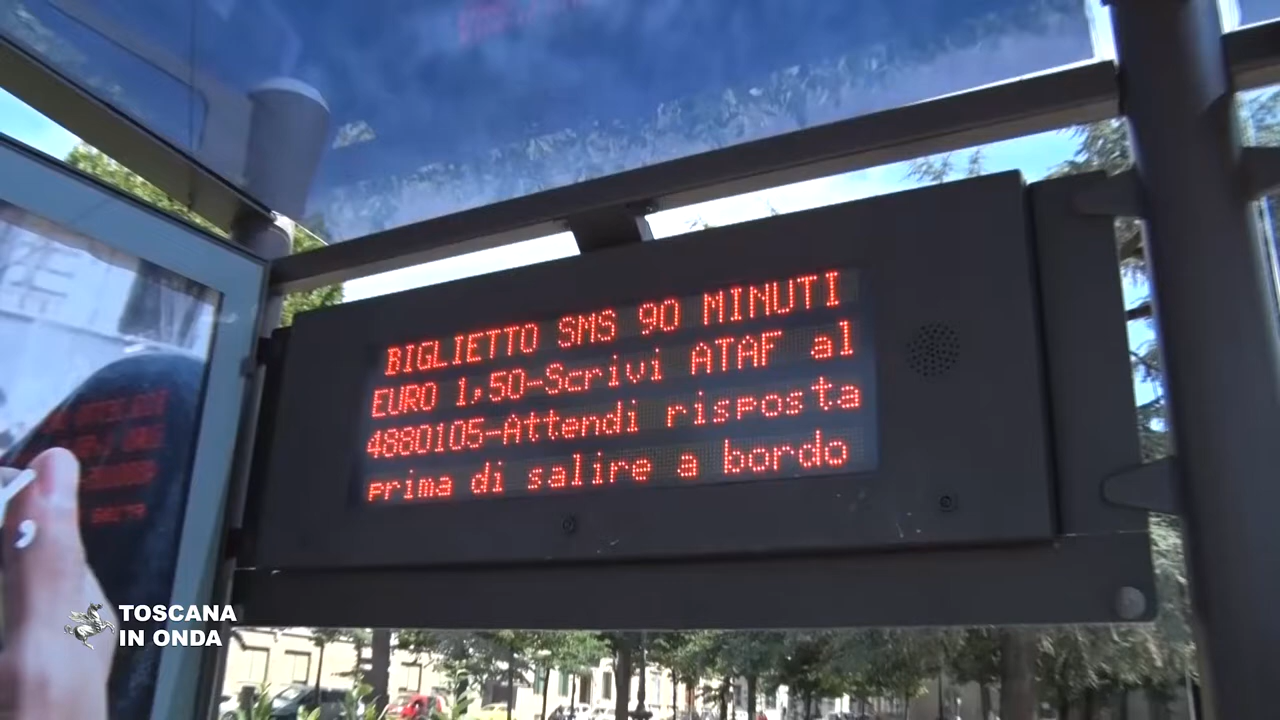 BIGLIETTO SMS 90 MINUTI
EURO 1,50-Scrivi ATAF al
4880105-Attendi risposta
prima di salire a bordo
TOSCANA
IN ONDA